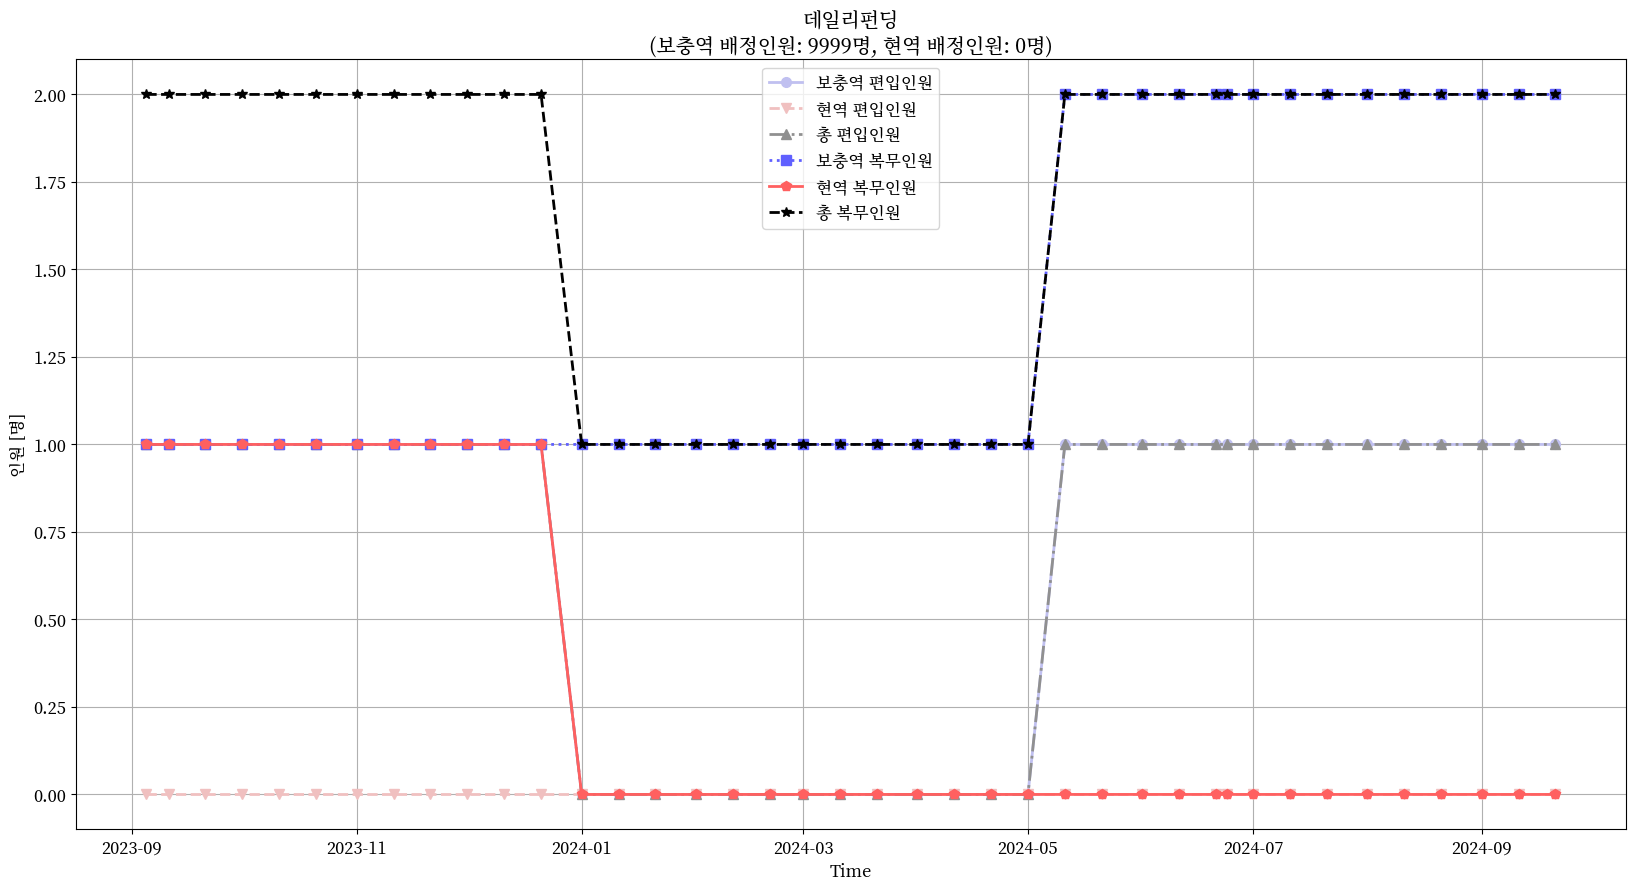 데일리펀딩
(보충역 배정인원: 9999명, 현역 배정인원: 0명)
보충역 편입인원
현역 편입인원
총 편입인원
보충역 복무인원
현역 복무인원
총 복무인원
인원 [명]
2.00
1.75
1.50
1.25
1.00
0.75
0.50
0.25
0.00
2023-09
2023-11
2024-01
2024-03
2024-05
2024-07
2024-09
Time